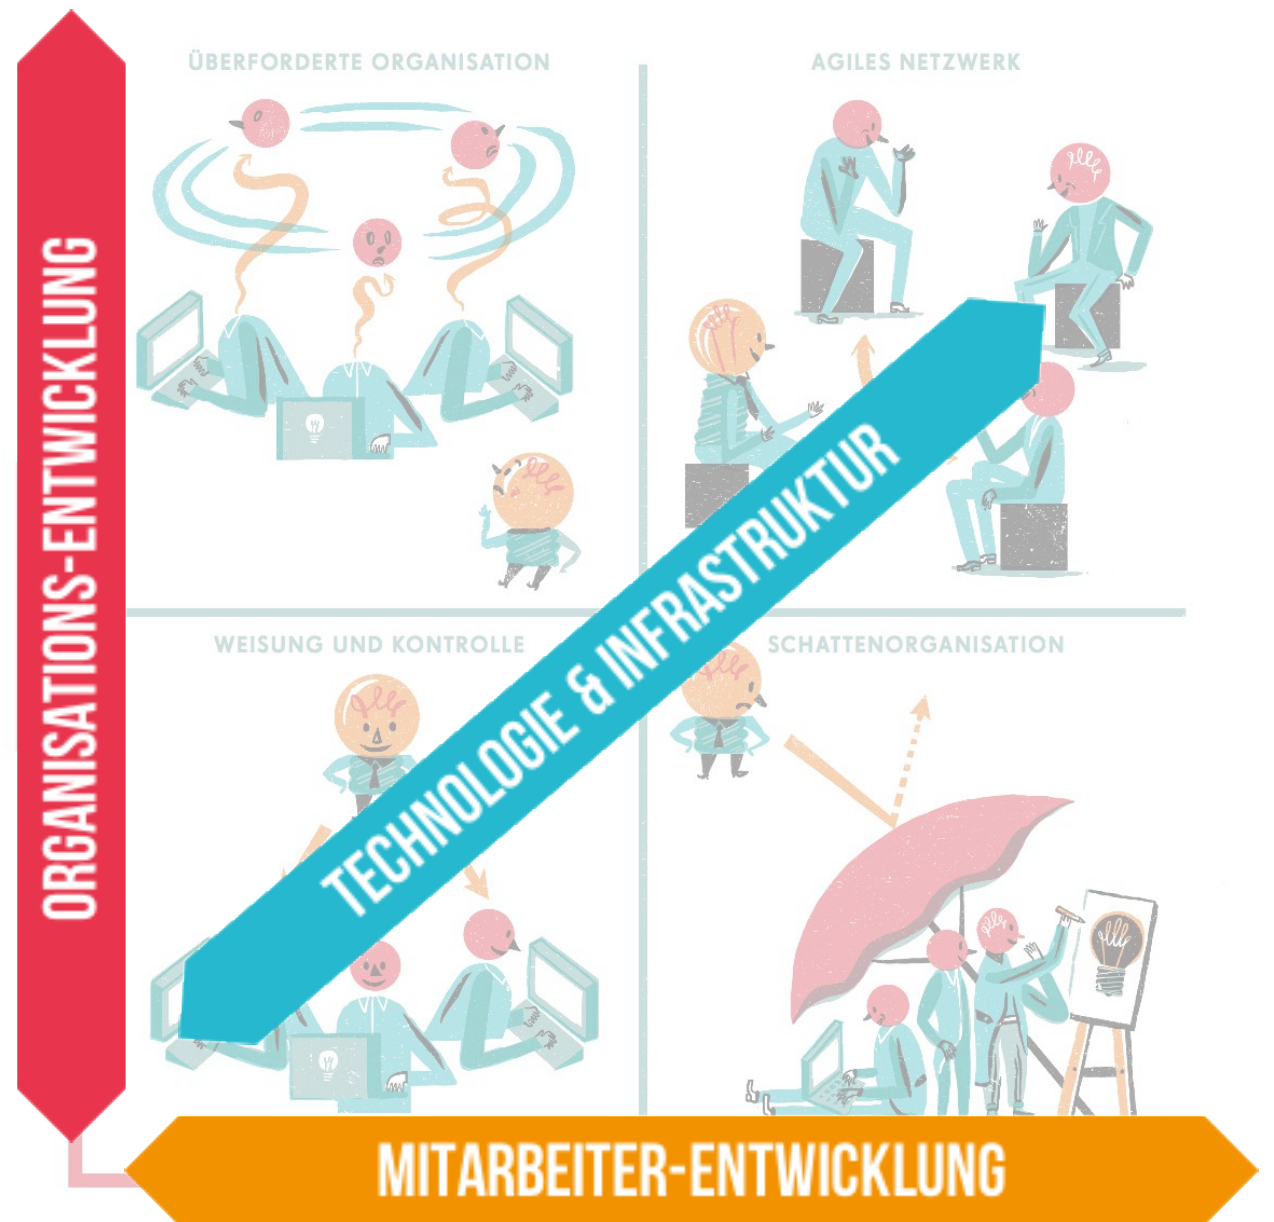 ÜBERFORDERTE ORGANISATION
AGILES NETZWERK
ORGANISATIONS-ENTWICKLUNG
TECHNOLOGIE & INFRASTRUKTUR
WEISUNG UND KONTROLLE
SCHATTENORGANISATION
MITARBEITER-ENTWICKLUNG